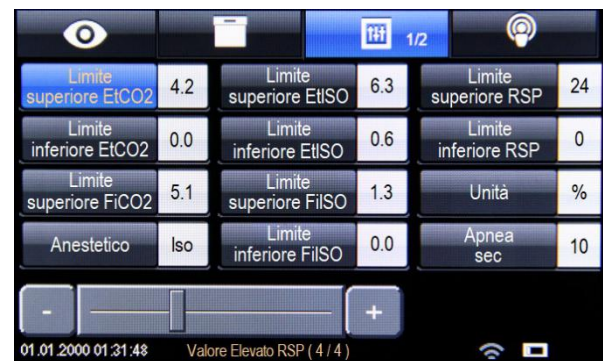 1/2
Limite
superiore EtCO2
4.2
Limite
superiore EtISO
6.3
Limite
superiore RSP
24
Limite
inferiore EtCO2
0.0
Limite
inferiore EtISO
0.6
Limite
inferiore RSP
0
Limite
superiore FiCO2
5.1
Limite
superiore FiISO
1.3
Unità
%
Anestetico
Iso
Limite
inferiore FiISO
0.0
Apnea
sec
10
-
+
01.01.2000 01:31:48
Valore Elevato RSP ( 4 / 4 )